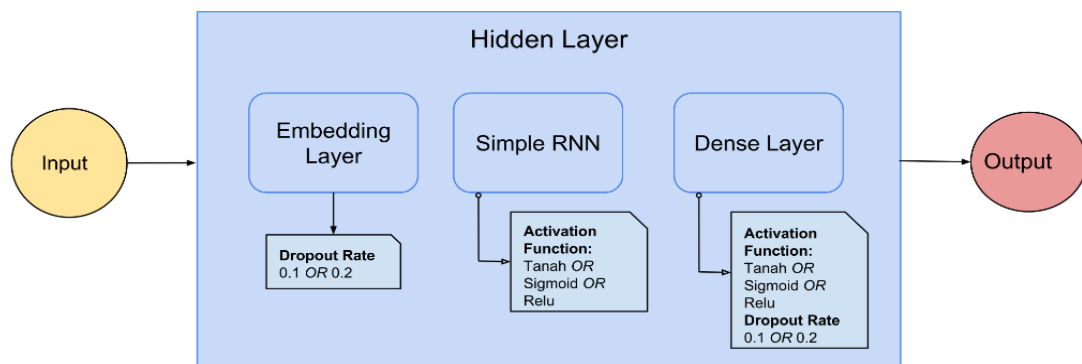 Hidden Layer
Input
Embedding
Layer
Simple RNN
Dense Layer
Output
Dropout Rate
0.1 OR 0.2
Activation
Function:
Tanah OR
Sigmoid OR
Relu
Activation
Function:
Tanah OR
Sigmoid OR
Relu
Dropout Rate
0.1 OR 0.2